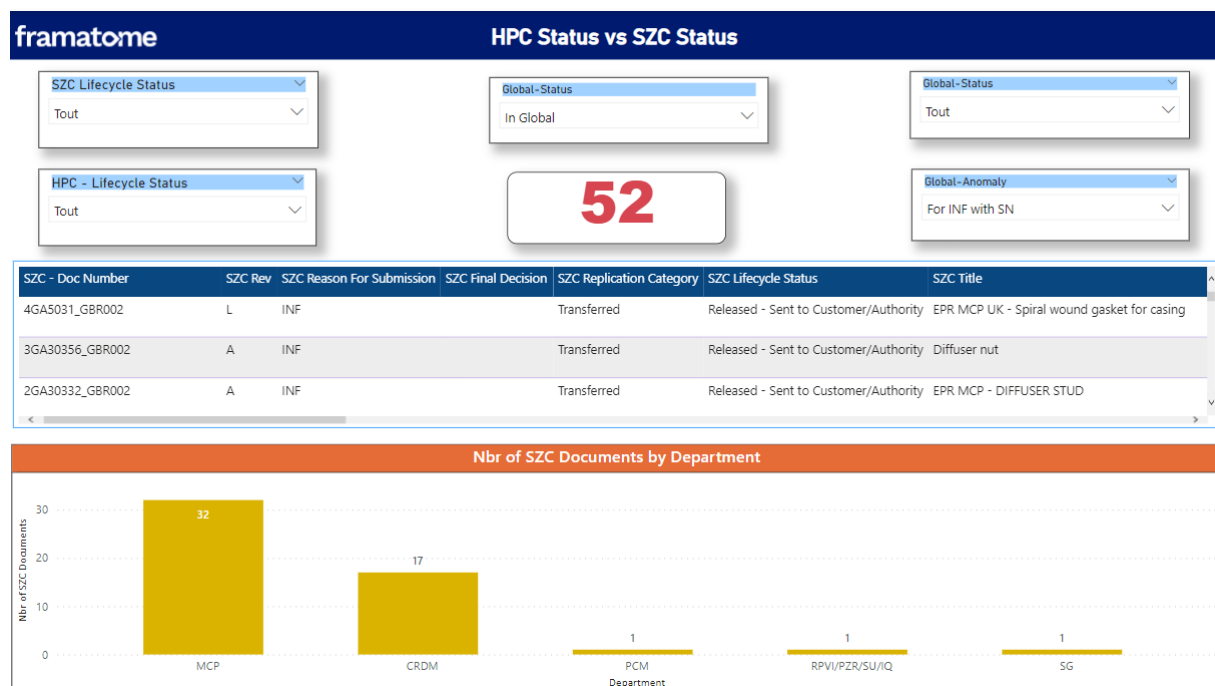 framatome
HPC Status vs SZC Status
SZC Lifecycle Status
Tout
Global-Status
In Global
Global-Status
Tout
HPC - Lifecycle Status
Tout
52
Global-Anomaly
For INF with SN
SZC - Doc Number SZC Rev SZC Reason For Submission SZC Final Decision SZC Replication Category SZC Lifecycle Status SZC Title
4GA5031_GBR002 L INF Transferred Released - Sent to Customer/Authority EPR MCP UK - Spiral wound gasket for casing
3GA30356_GBR002 A INF Transferred Released - Sent to Customer/Authority Diffuser nut
2GA30332_GBR002 A INF Transferred Released - Sent to Customer/Authority EPR MCP - DIFFUSER STUD
Nbr of SZC Documents by Department
Nbr of SZC Documents
30
20
10
0
32
17
1
1
1
MCP CRDM PCM RPVI/PZR/SU/IQ SG
Department